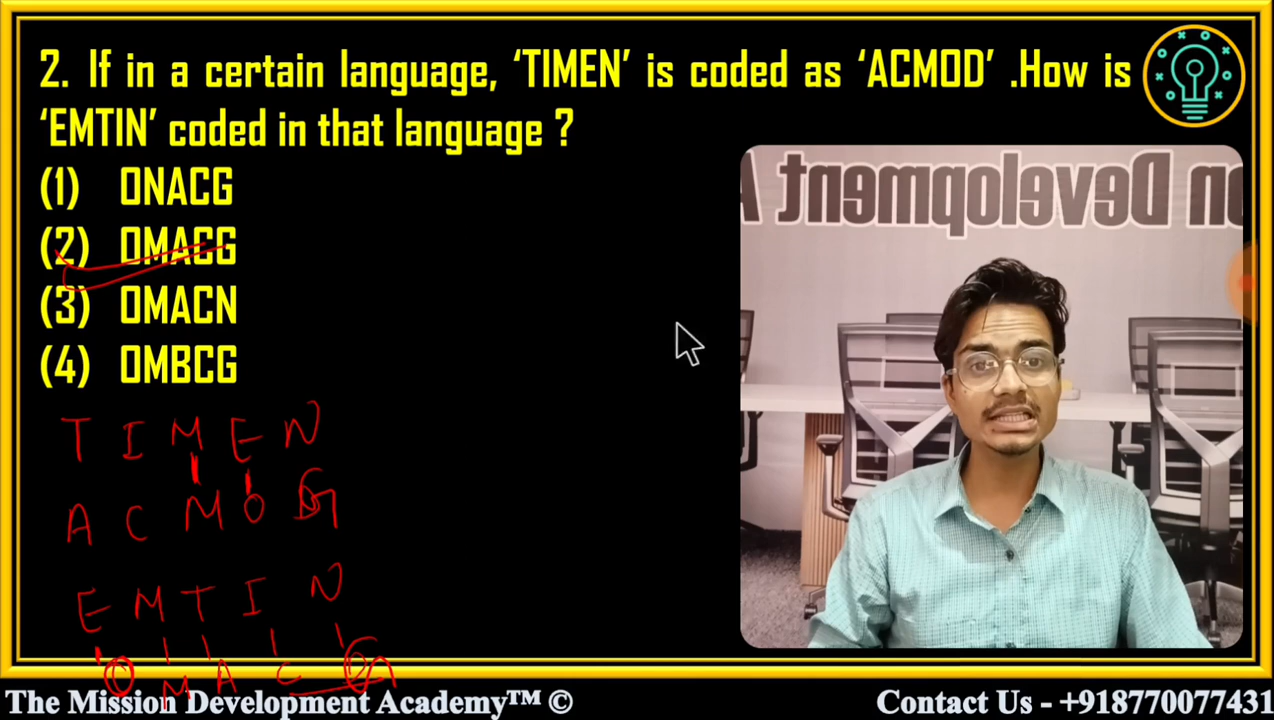 2. If in a certain language, ‘TIMEN’ is coded as ‘ACMOD’ .How is
‘EMTIN’ coded in that language ?
(1) ONACG
(2) OMACG
(3) OMACN
(4) OMBCG
on Development A
T I M E N
A C M O G
E M T I N
O M A C G
The Mission Development Academy™ ©
Contact Us - +918770077431